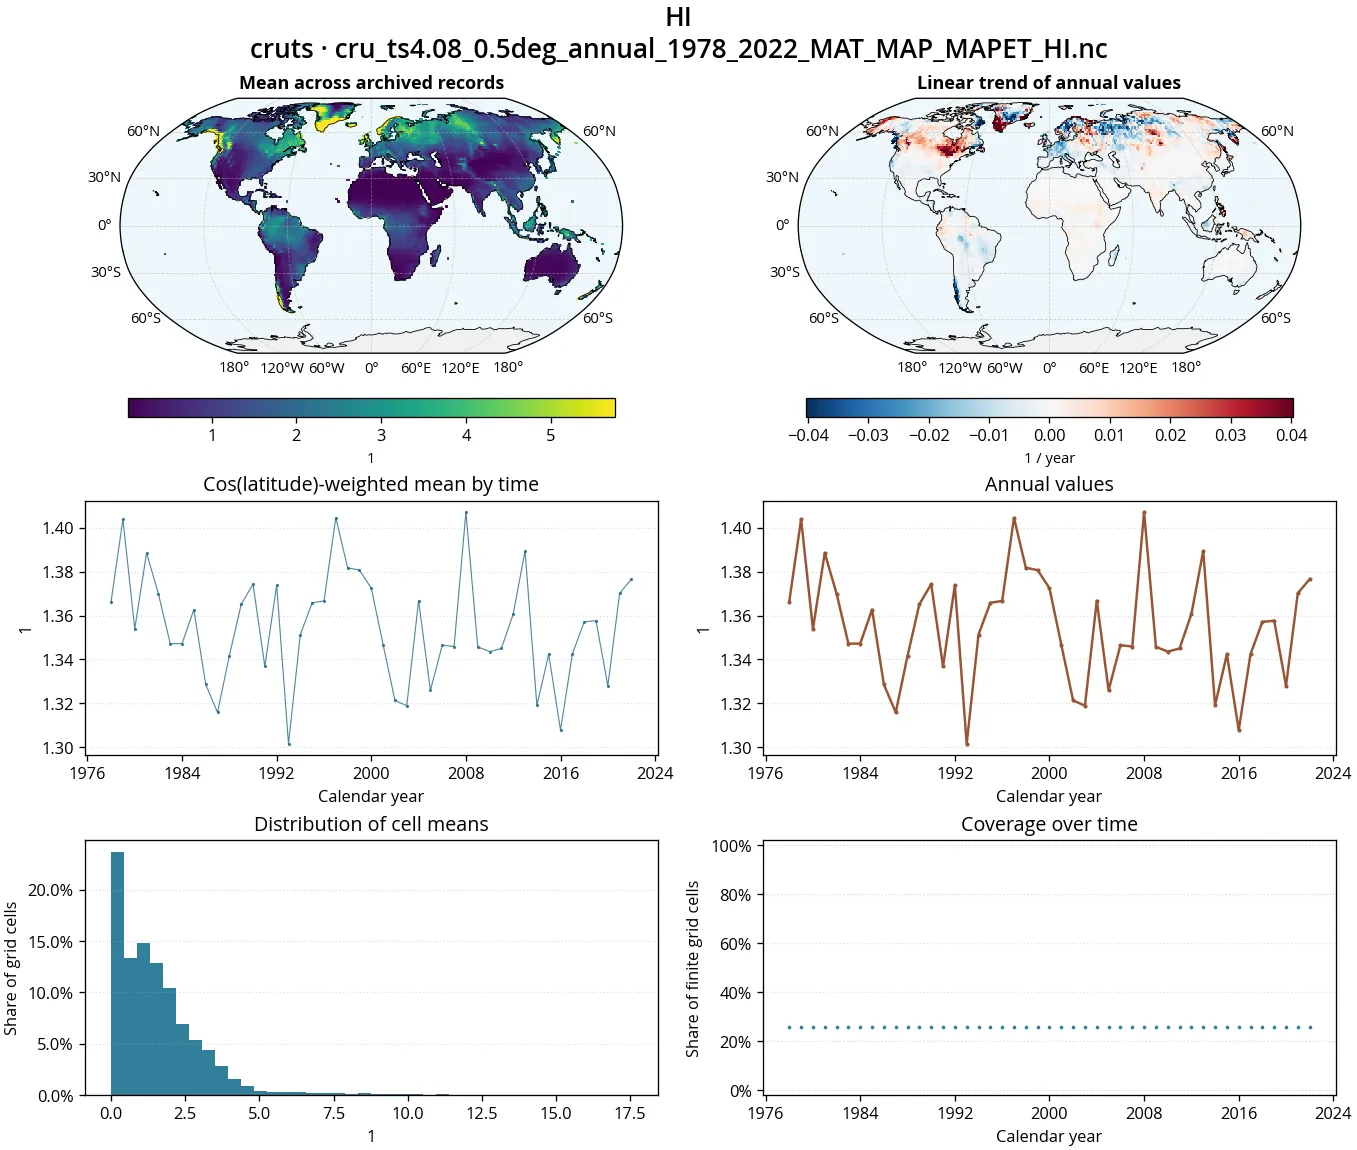 HI
cruts · cru_ts4.08_0.5deg_annual_1978_2022_MAT_MAP_MAPET_HI.nc
Mean across archived records
60°N 60°N
30°N
0°
30°S
60°S 60°S
180° 120°W 60°W 0° 60°E 120°E 180°
1 2 3 4 5
1
Linear trend of annual values
60°N 60°N
30°N
0°
30°S
60°S 60°S
180° 120°W 60°W 0° 60°E 120°E 180°
−0.04 −0.03 −0.02 −0.01 0.00 0.01 0.02 0.03 0.04
1 / year
Cos(latitude)-weighted mean by time
1.40
1.38
1.36
1.34
1.32
1.30
1
1976 1984 1992 2000 2008 2016 2024
Calendar year
Annual values
1.40
1.38
1.36
1.34
1.32
1.30
1
1976 1984 1992 2000 2008 2016 2024
Calendar year
Distribution of cell means
Share of grid cells
20.0%
15.0%
10.0%
5.0%
0.0%
0.0 2.5 5.0 7.5 10.0 12.5 15.0 17.5
1
Coverage over time
Share of finite grid cells
100%
80%
60%
40%
20%
0%
1976 1984 1992 2000 2008 2016 2024
Calendar year